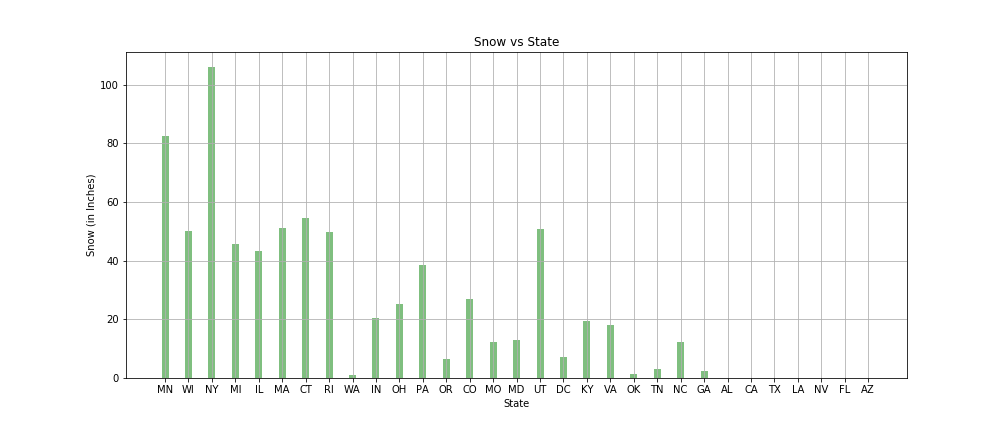 Snow vs State
Snow (in Inches)
100
80
60
40
20
0
MN WI NY MI IL MA CT RI WA IN OH PA OR CO MO MD UT DC KY VA OK TN NC GA AL CA TX LA NV FL AZ
State